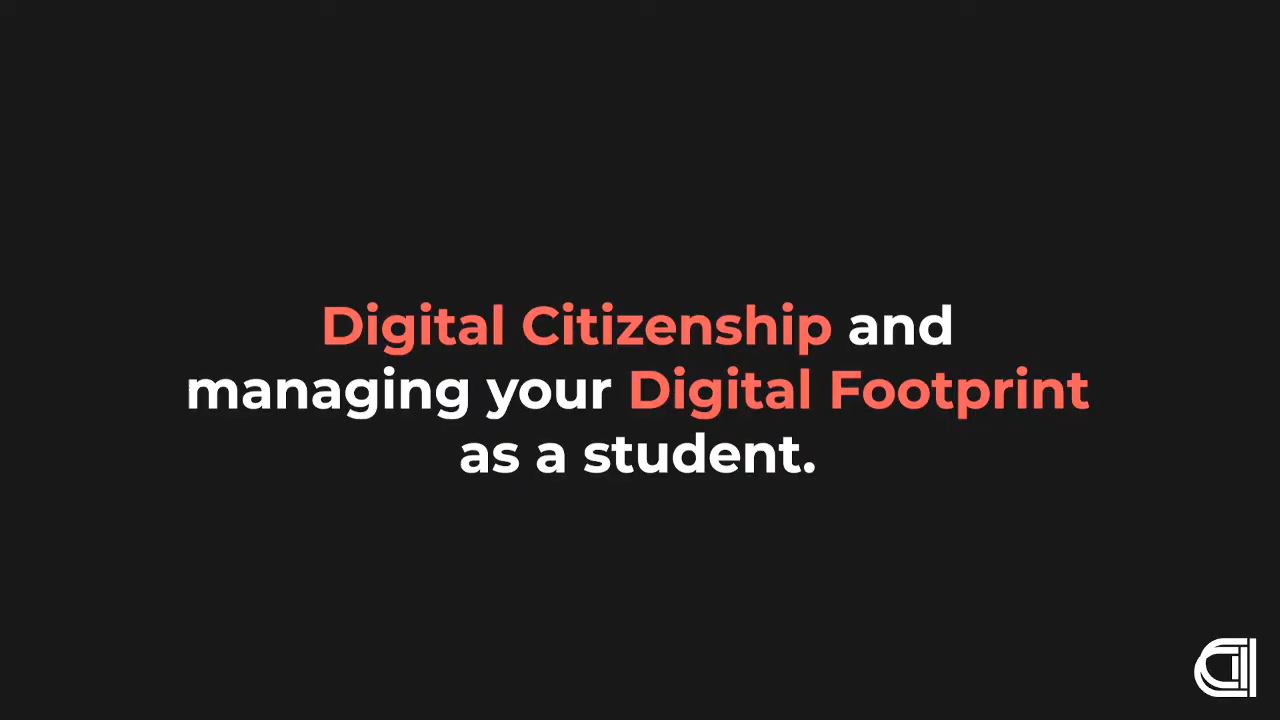 Digital Citizenship and
managing your Digital Footprint
as a student.